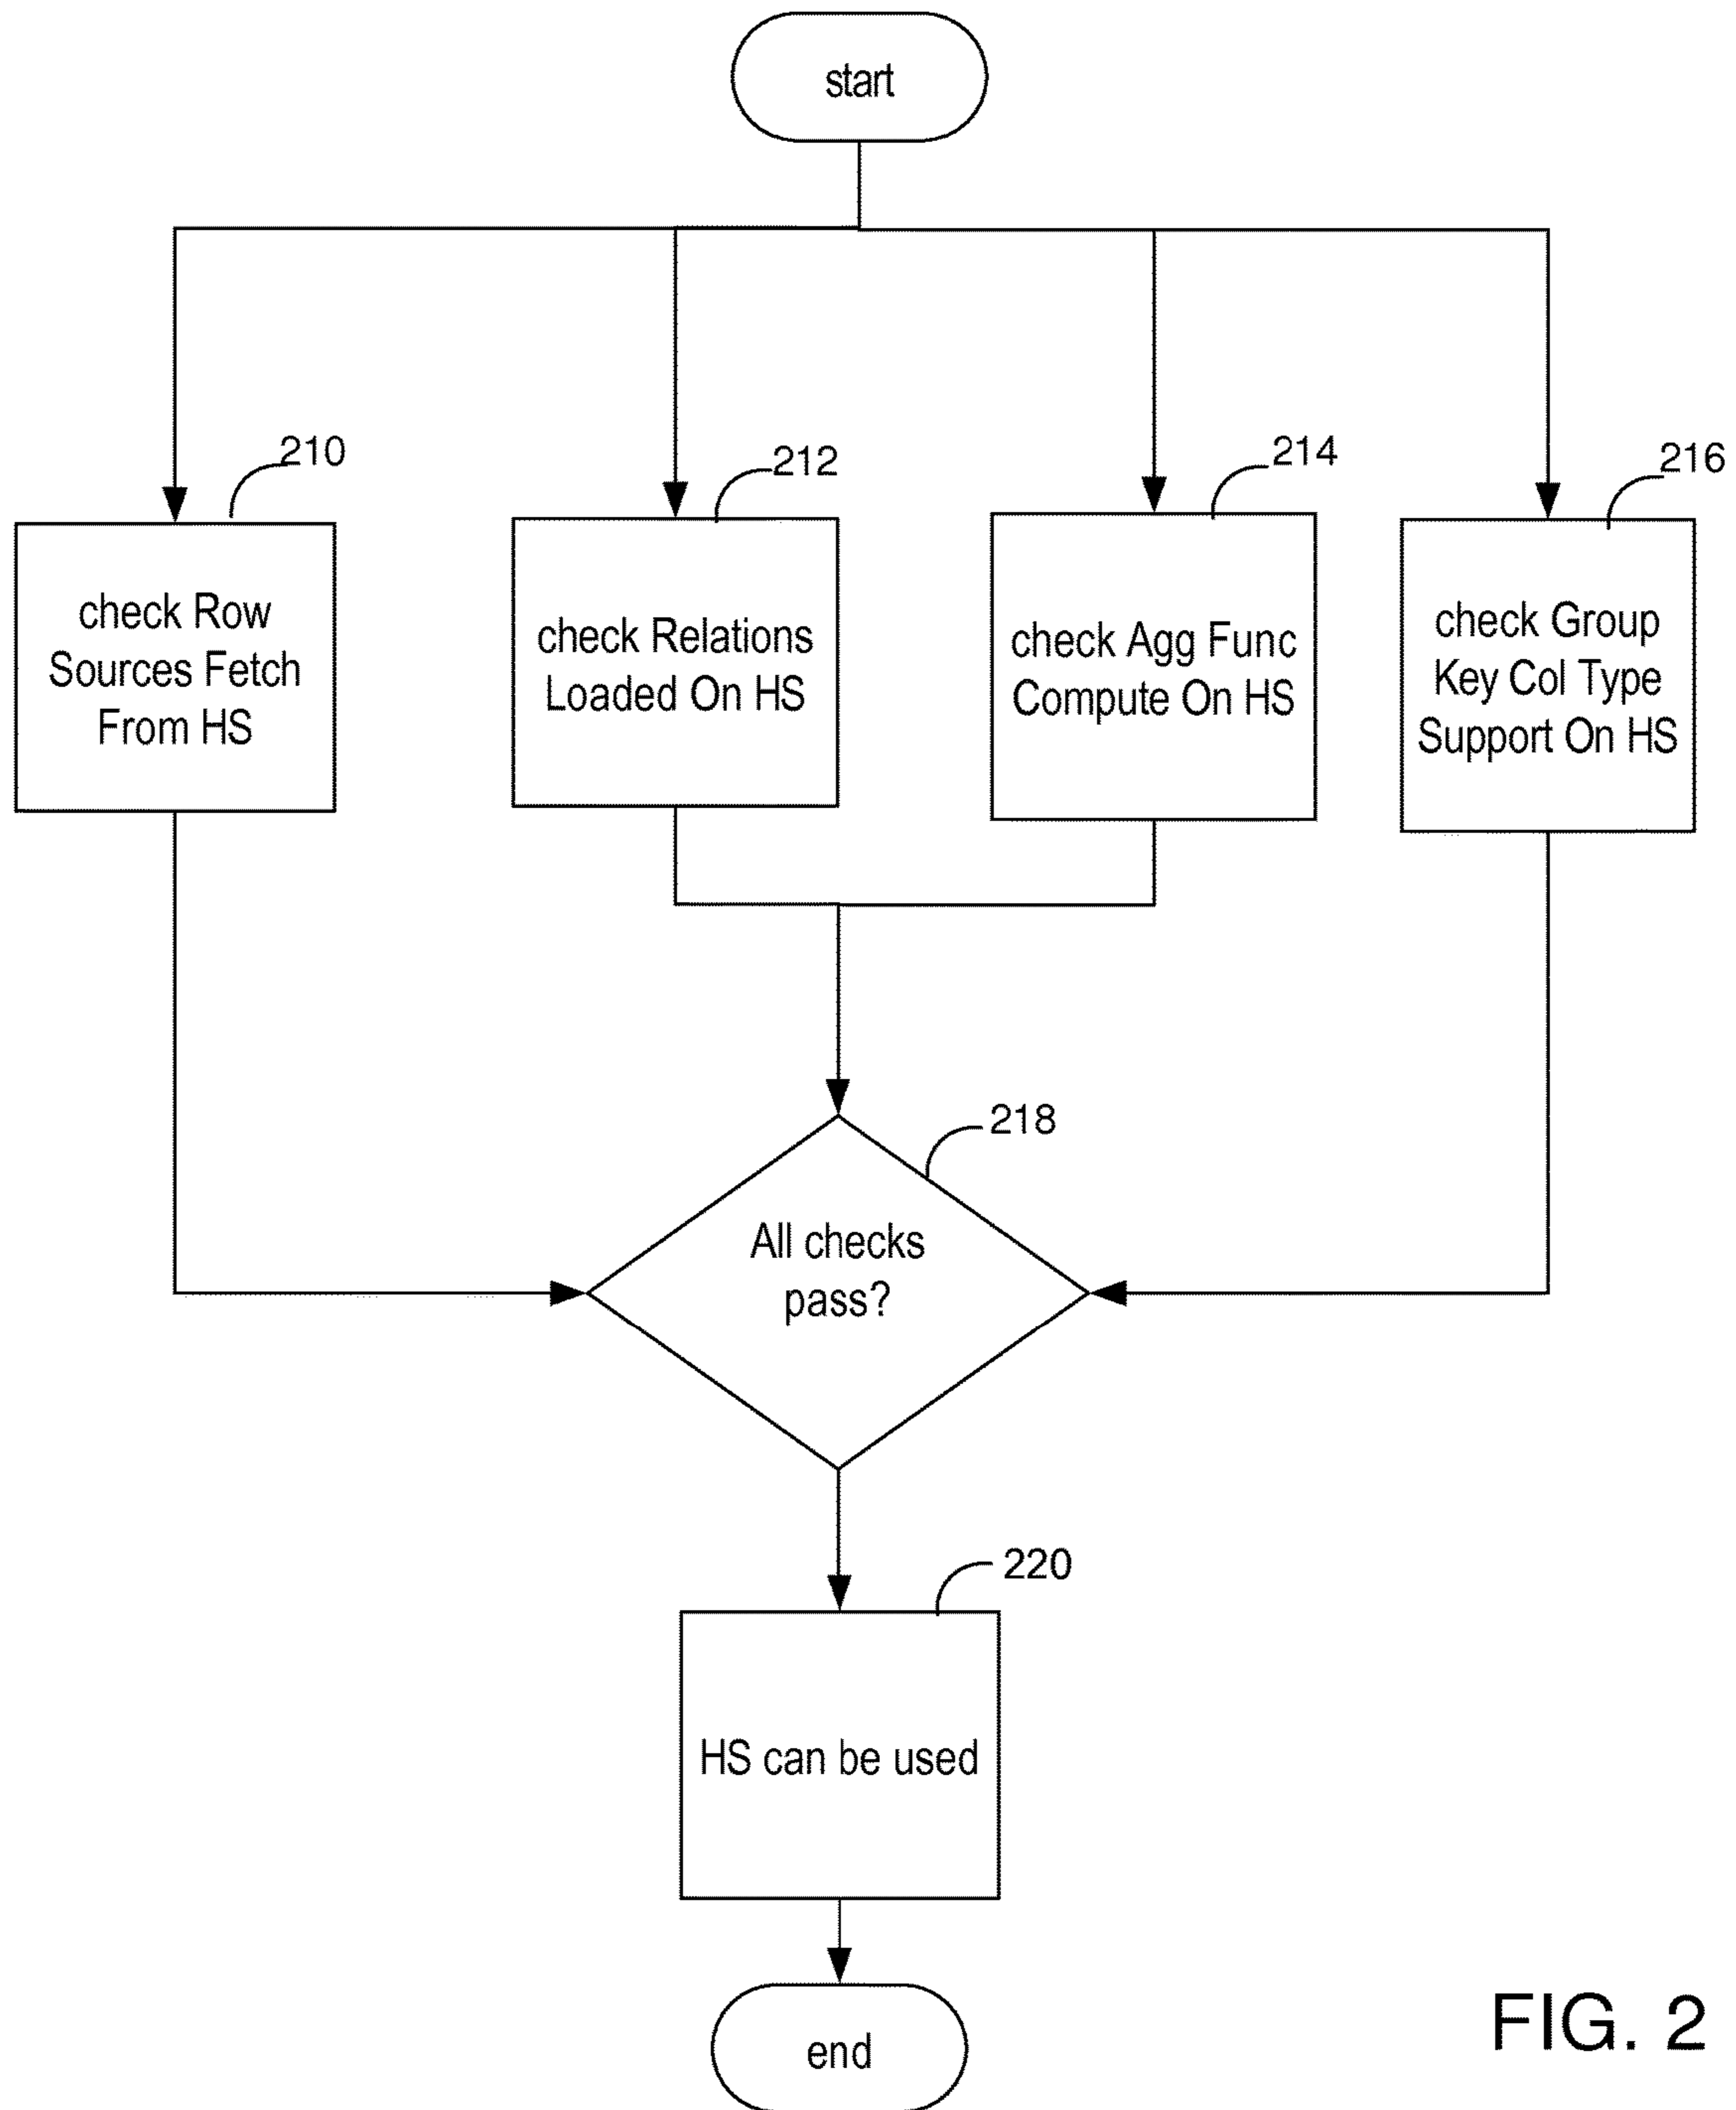 start
210
212
214
216
check Row
Sources Fetch
From HS
check Relations
Loaded On HS
check Agg Func
Compute On HS
check Group
Key Col Type
Support On HS
218
All checks
pass?
220
HS can be used
end
FIG. 2